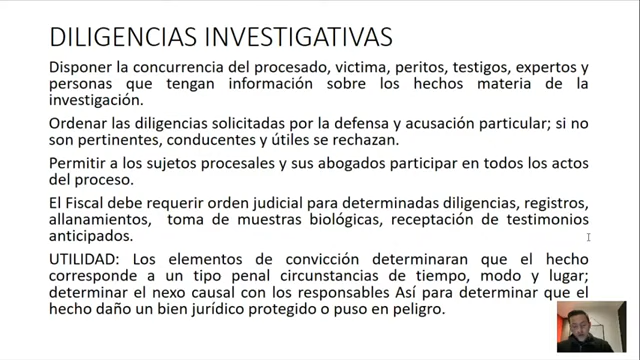 DILIGENCIAS INVESTIGATIVAS
Disponer la concurrencia del procesado, victima, peritos, testigos, expertos y
personas que tengan información sobre los hechos materia de la
investigación.
Ordenar las diligencias solicitadas por la defensa y acusación particular; si no
son pertinentes, conducentes y útiles se rechazan.
Permitir a los sujetos procesales y sus abogados participar en todos los actos
del proceso.
El Fiscal debe requerir orden judicial para determinadas diligencias, registros,
allanamientos, toma de muestras biológicas, receptación de testimonios
anticipados.
UTILIDAD: Los elementos de convicción determinaran que el hecho
corresponde a un tipo penal circunstancias de tiempo, modo y lugar;
determinar el nexo causal con los responsables Así para determinar que el
hecho daño un bien jurídico protegido o puso en peligro.